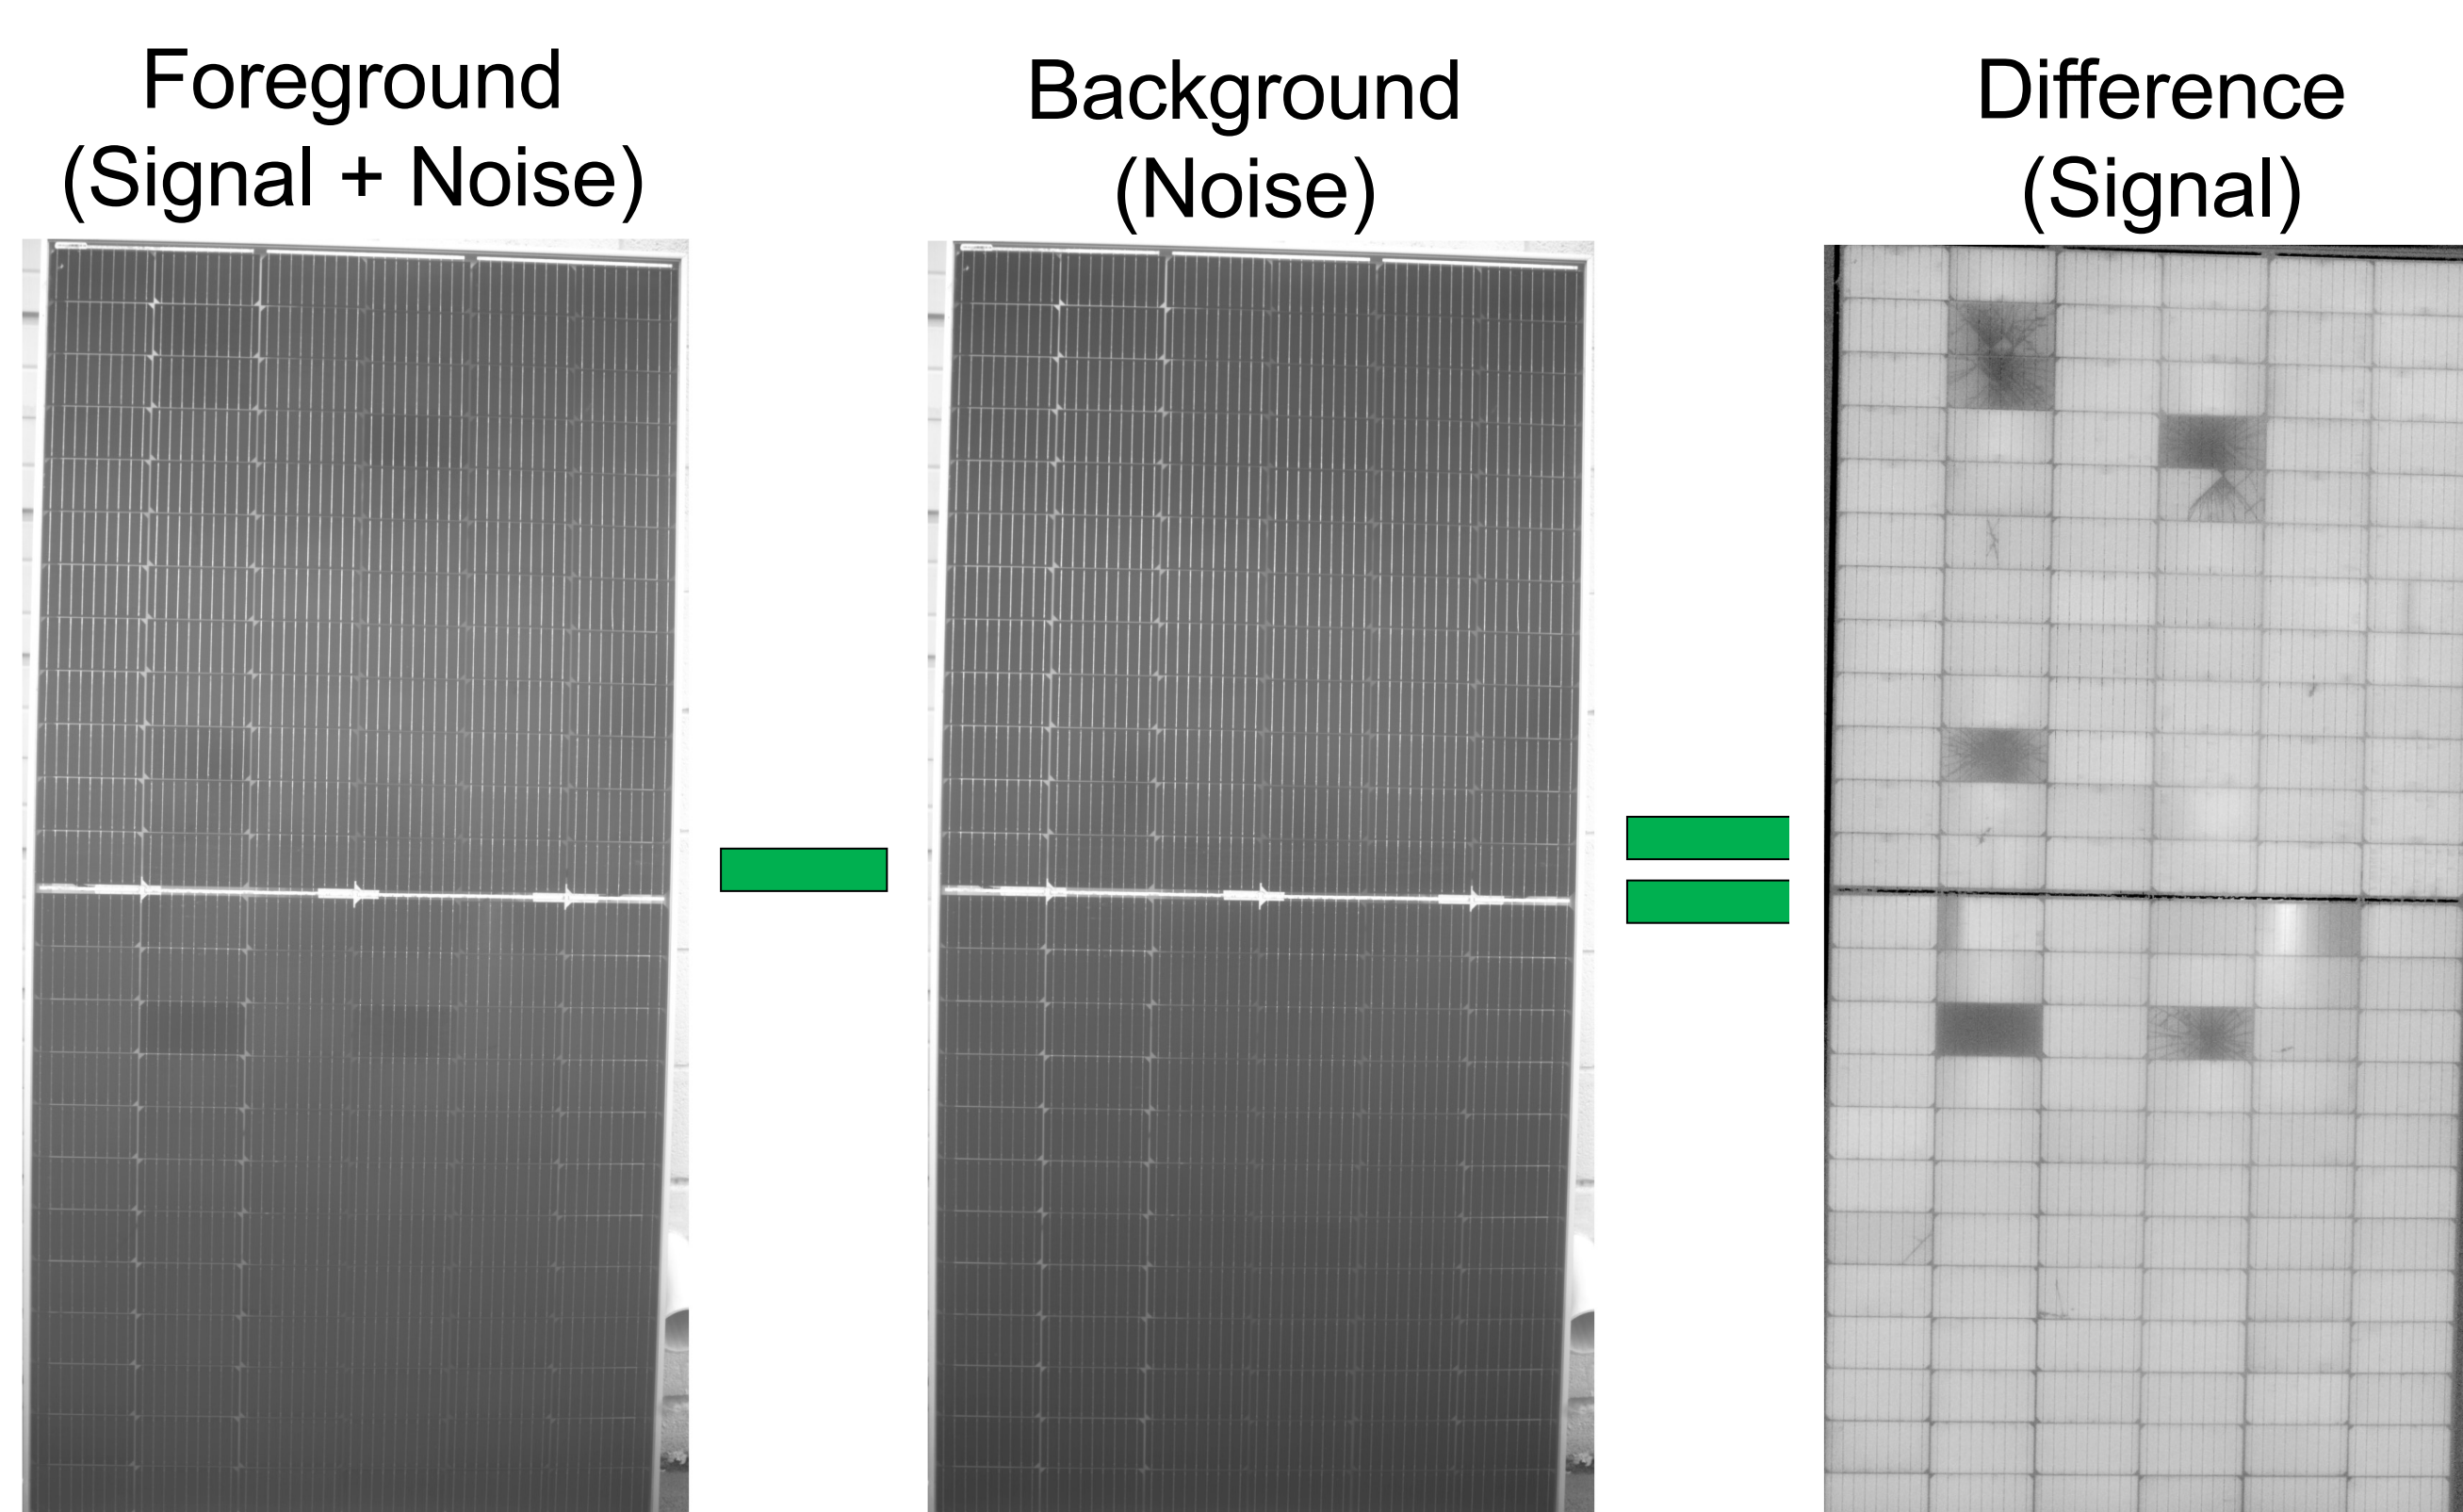 Foreground
(Signal + Noise)
Background
(Noise)
Difference
(Signal)